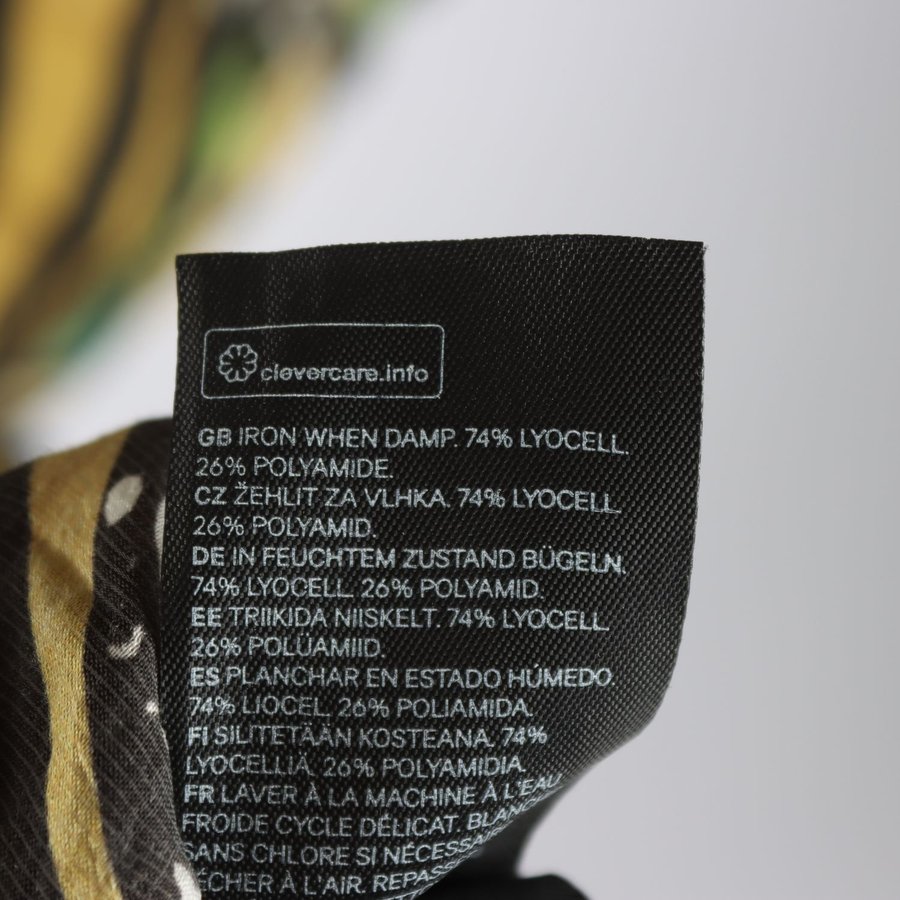 clevercare.info
GB IRON WHEN DAMP. 74% LYOCELL.
26% POLYAMIDE.
CZ ŽEHLIT ZA VLHKA. 74% LYOCELL.
26% POLYAMID.
DE IN FEUCHTEM ZUSTAND BÜGELN.
74% LYOCELL. 26% POLYAMID.
EE TRIIKIDA NIISKELT. 74% LYOCELL.
26% POLÜAMIID.
ES PLANCHAR EN ESTADO HÚMEDO.
74% LIOCEL. 26% POLIAMIDA.
FI SILITETÄÄN KOSTEANA. 74%
LYOCELLIÄ. 26% POLYAMIDIA.
FR LAVER À LA MACHINE À L'EAU
FROIDE CYCLE DÉLICAT.
SANS CHLORE SI
À L'AIR.